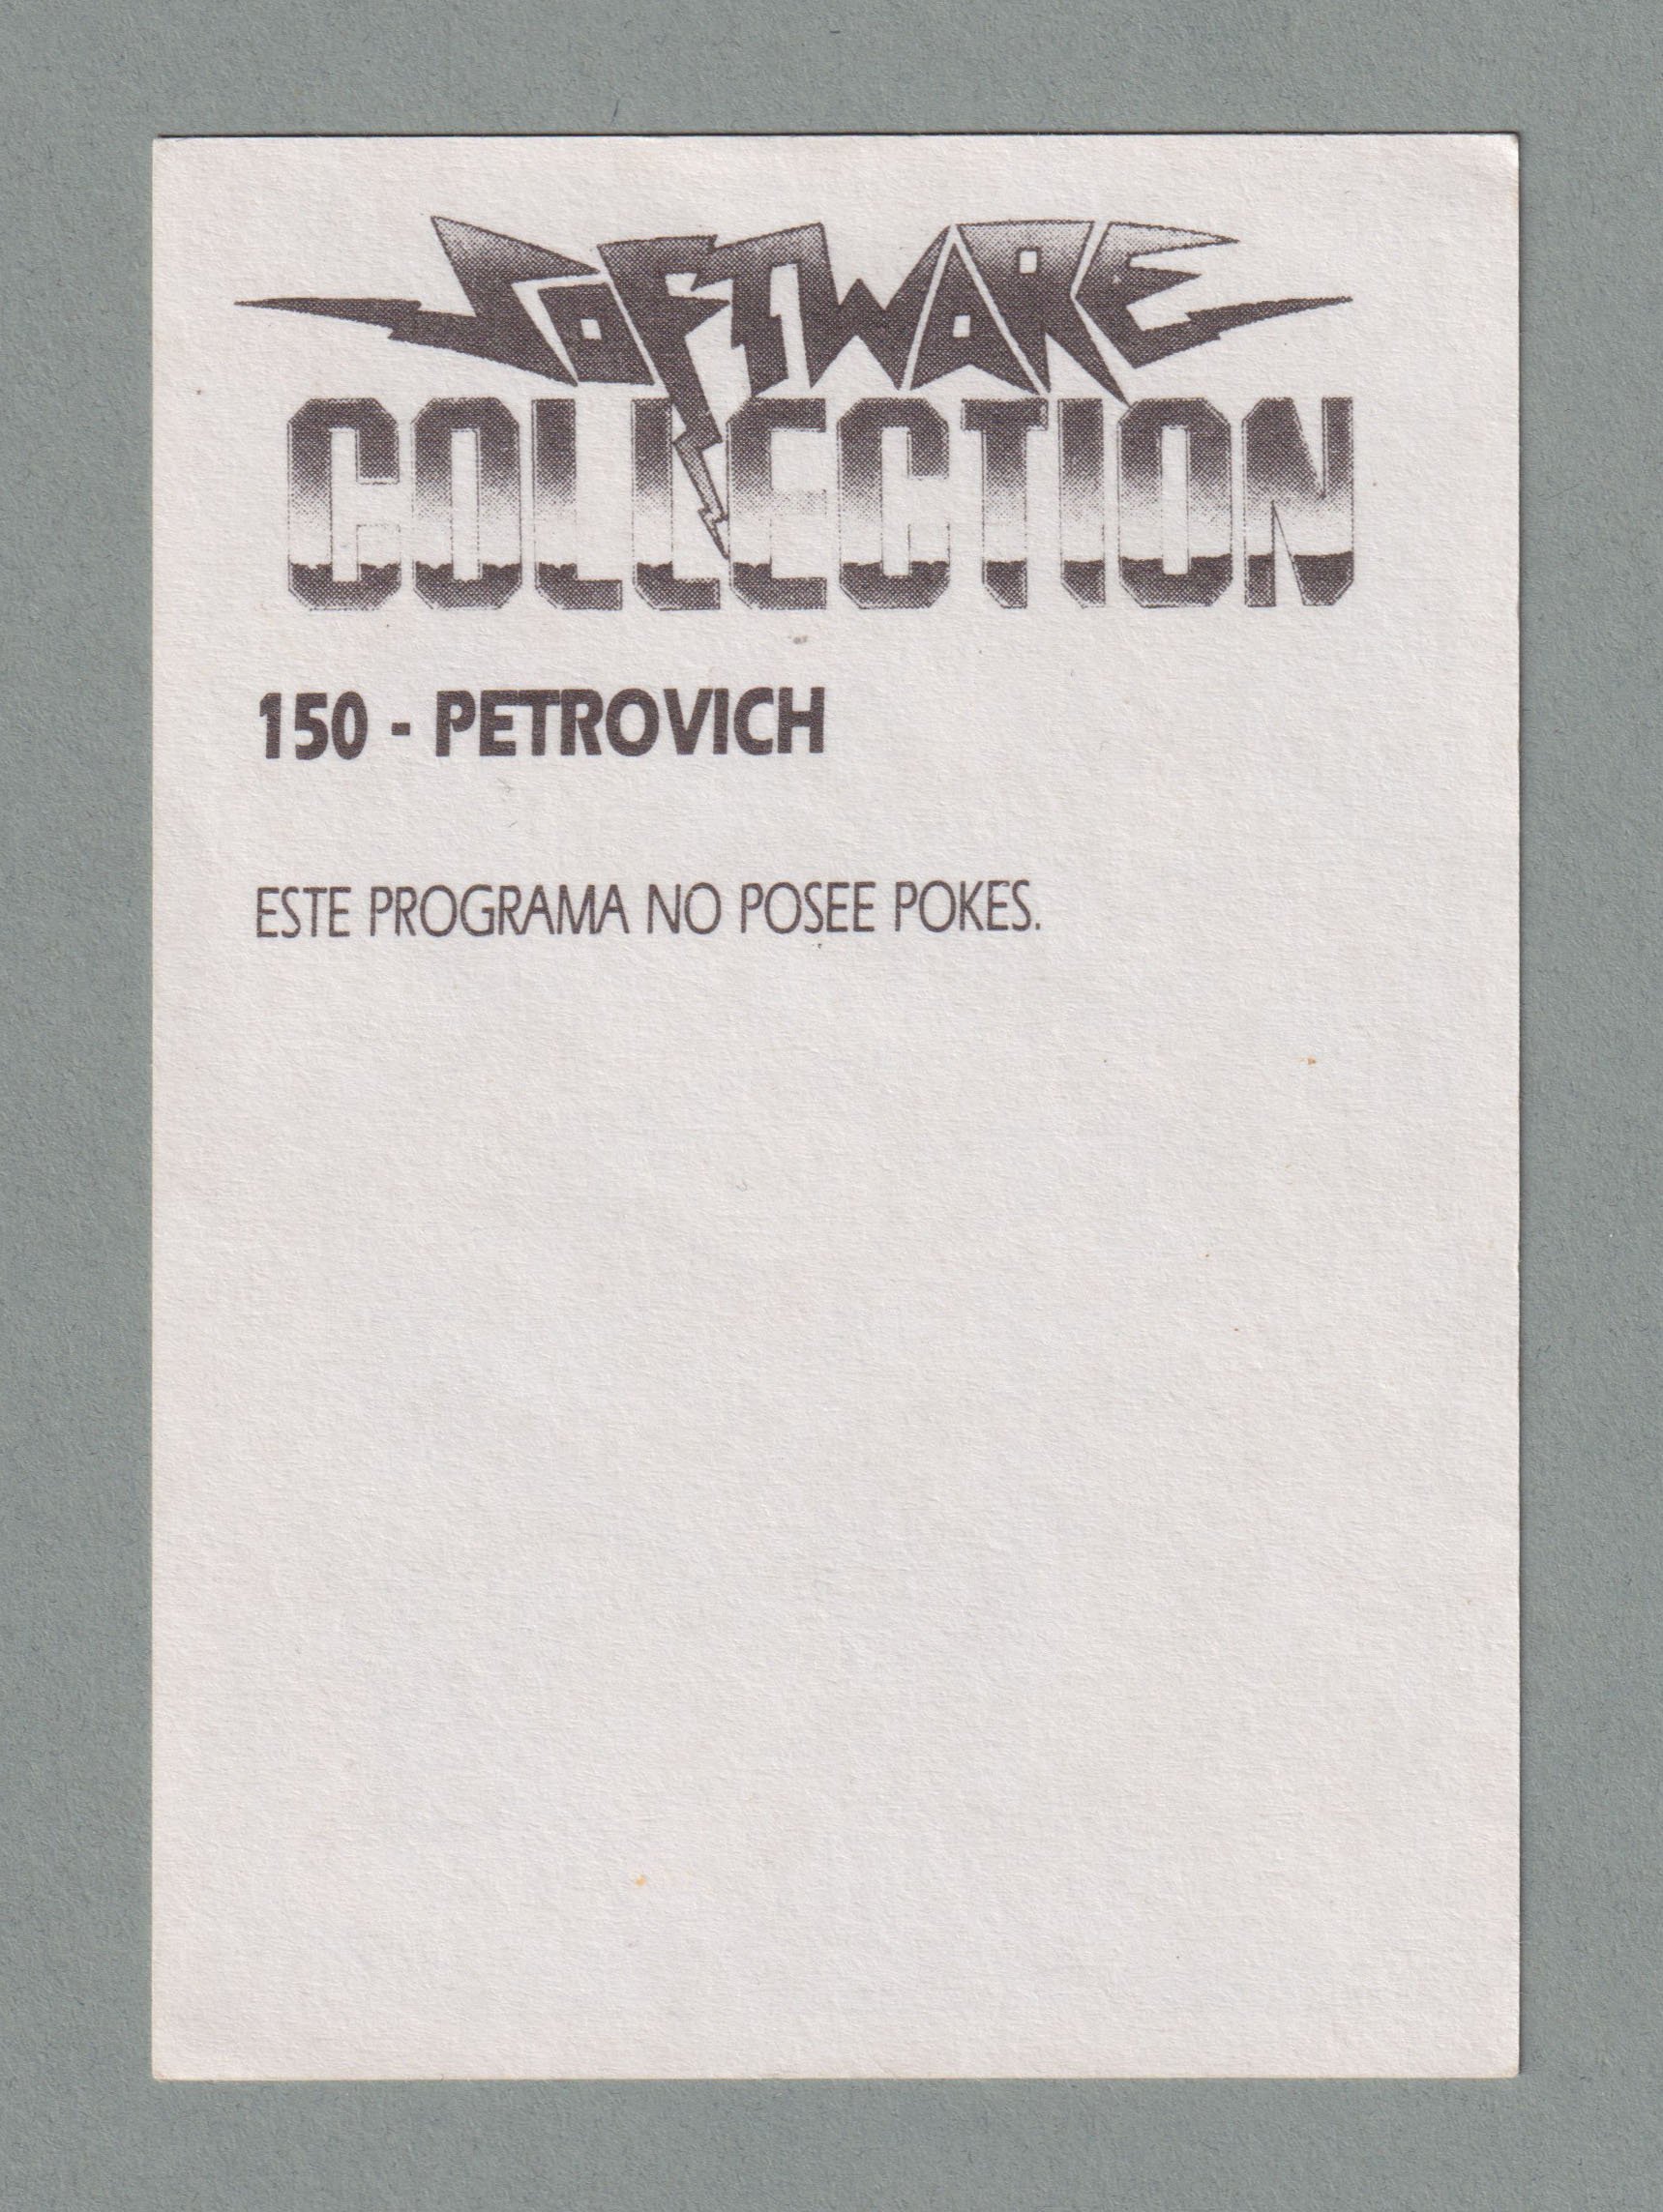 SOFTWARE
COLLECTION
150 - PETROVICH
ESTE PROGRAMA NO POSEE POKES.